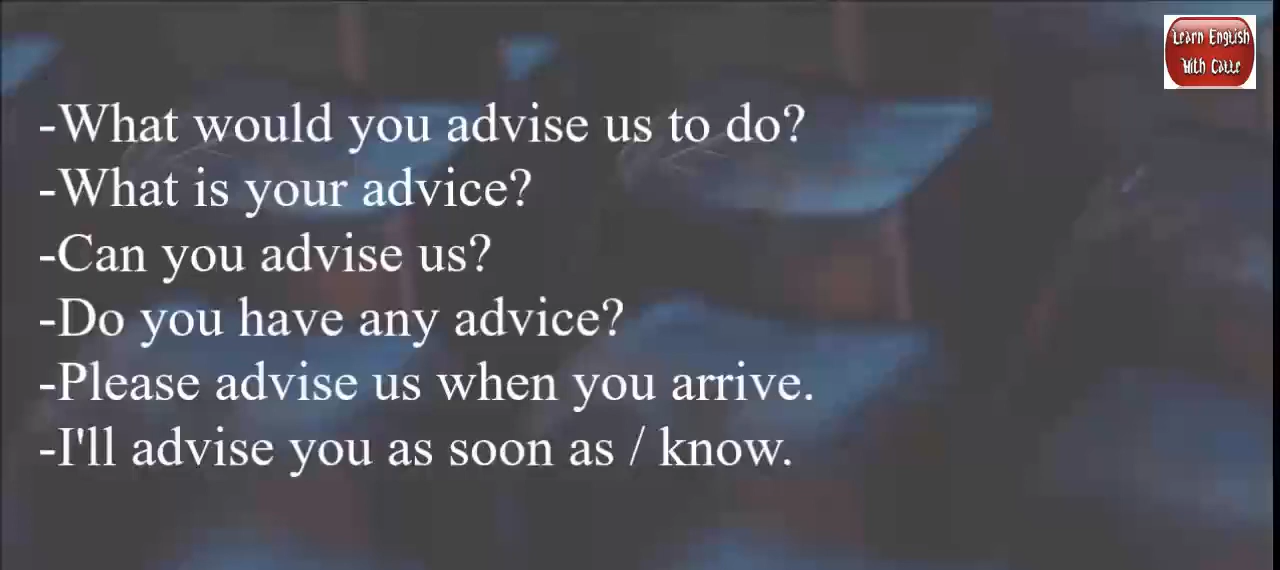 Learn English
With Catte
-What would you advise us to do?
-What is your advice?
-Can you advise us?
-Do you have any advice?
-Please advise us when you arrive.
-I'll advise you as soon as / know.